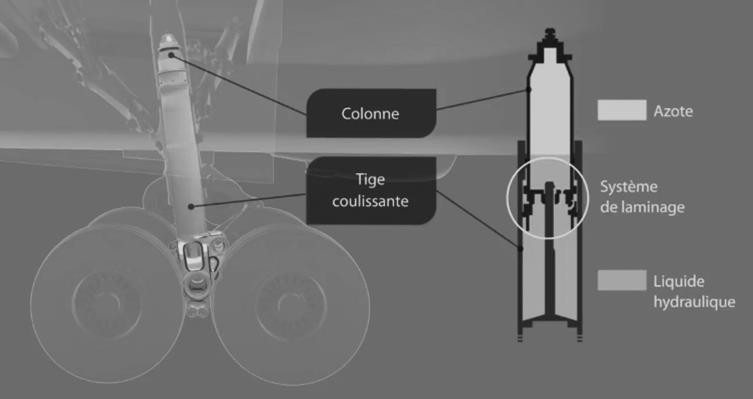 Colonne
Tige
coulissante
Azote
Système
de laminage
Liquide
hydraulique